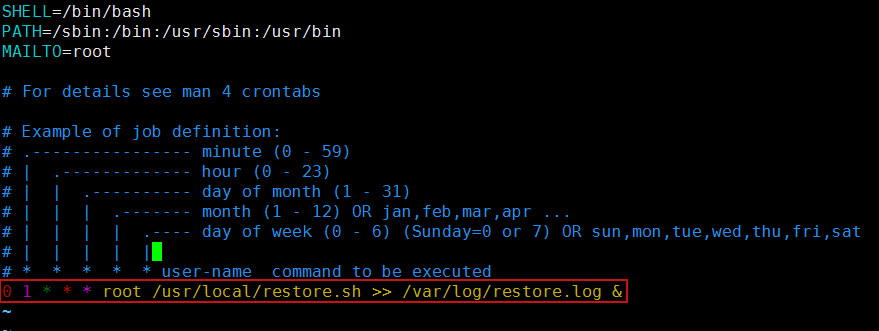 SHELL=/bin/bash
PATH=/sbin:/bin:/usr/sbin:/usr/bin
MAILTO=root
# For details see man 4 crontabs
# Example of job definition:
# .---------------- minute (0 - 59)
# |  .------------- hour (0 - 23)
# |  |  .---------- day of month (1 - 31)
# |  |  |  .------- month (1 - 12) OR jan,feb,mar,apr ...
# |  |  |  |  .---- day of week (0 - 6) (Sunday=0 or 7) OR sun,mon,tue,wed,thu,fri,sat
# |  |  |  |  |
# *  *  *  *  * user-name  command to be executed
0 1 * * * root /usr/local/restore.sh >> /var/log/restore.log &
~
~